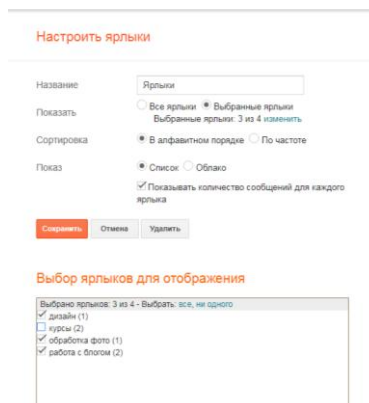 Настроить ярлыки
Название Ярлыки
Показать Все ярлыки Выбранные ярлыки
Выбранные ярлыки: 3 из 4 изменить
Сортировка В алфавитном порядке По частоте
Показ Список Облако
Показывать количество сообщений для каждого
ярлыка
Сохранить Отмена Удалить
Выбор ярлыков для отображения
Выбрано ярлыков: 3 из 4 - Выбрать: все, ни одного
дизайн (1)
курсы (2)
обработка фото (1)
работа с блогом (2)